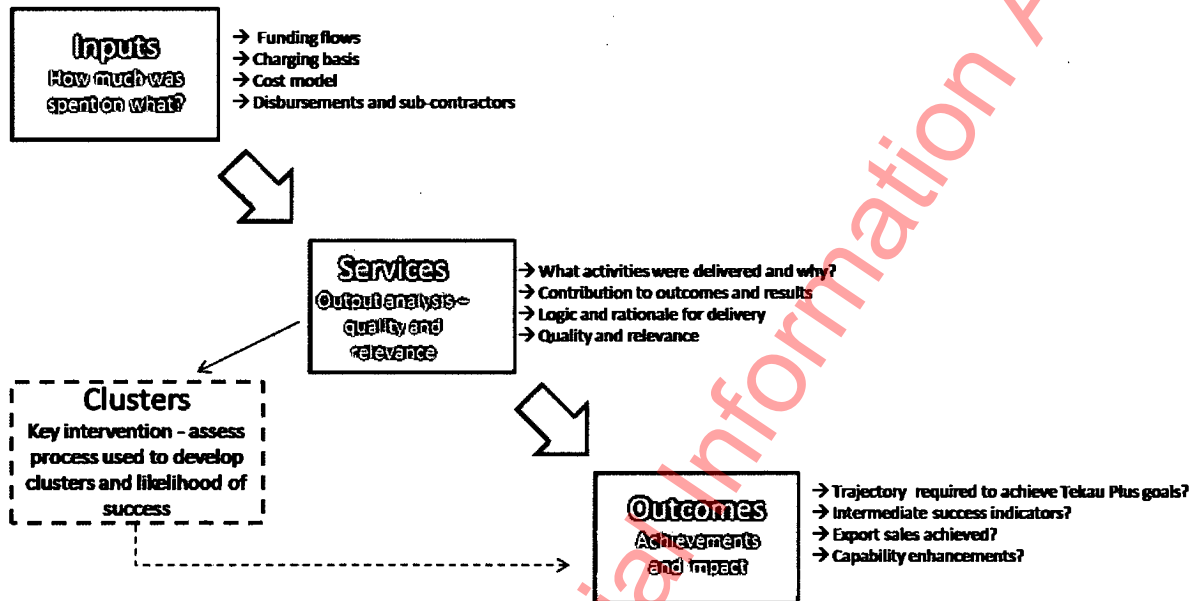 Inputs
How much was
spent on what?
→ Funding flows
→ Charging basis
→ Cost model
→ Disbursements and sub-contractors
Services
Output analysis –
quality and
relevance
→ What activities were delivered and why?
→ Contribution to outcomes and results
→ Logic and rationale for delivery
→ Quality and relevance
Clusters
Key intervention - assess
process used to develop
clusters and likelihood of
success
Outcomes
Achievements
and impact
→ Trajectory required to achieve Tekau Plus goals?
→ Intermediate success indicators?
→ Export sales achieved?
→ Capability enhancements?
Information